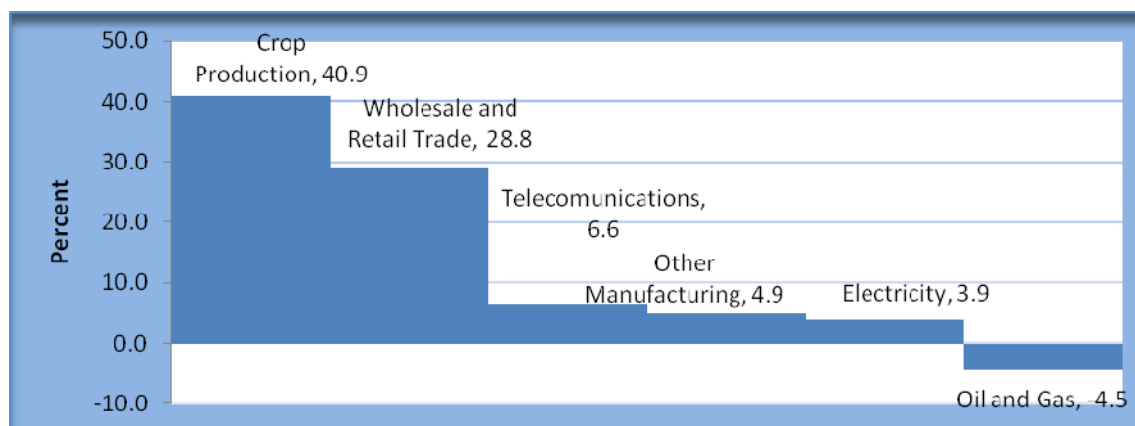 50.0
40.0
30.0
20.0
10.0
0.0
-10.0
Percent
Crop
Production, 40.9
Wholesale and
Retail Trade, 28.8
Telecomunications,
6.6
Other
Manufacturing, 4.9
Electricity, 3.9
Oil and Gas, -4.5